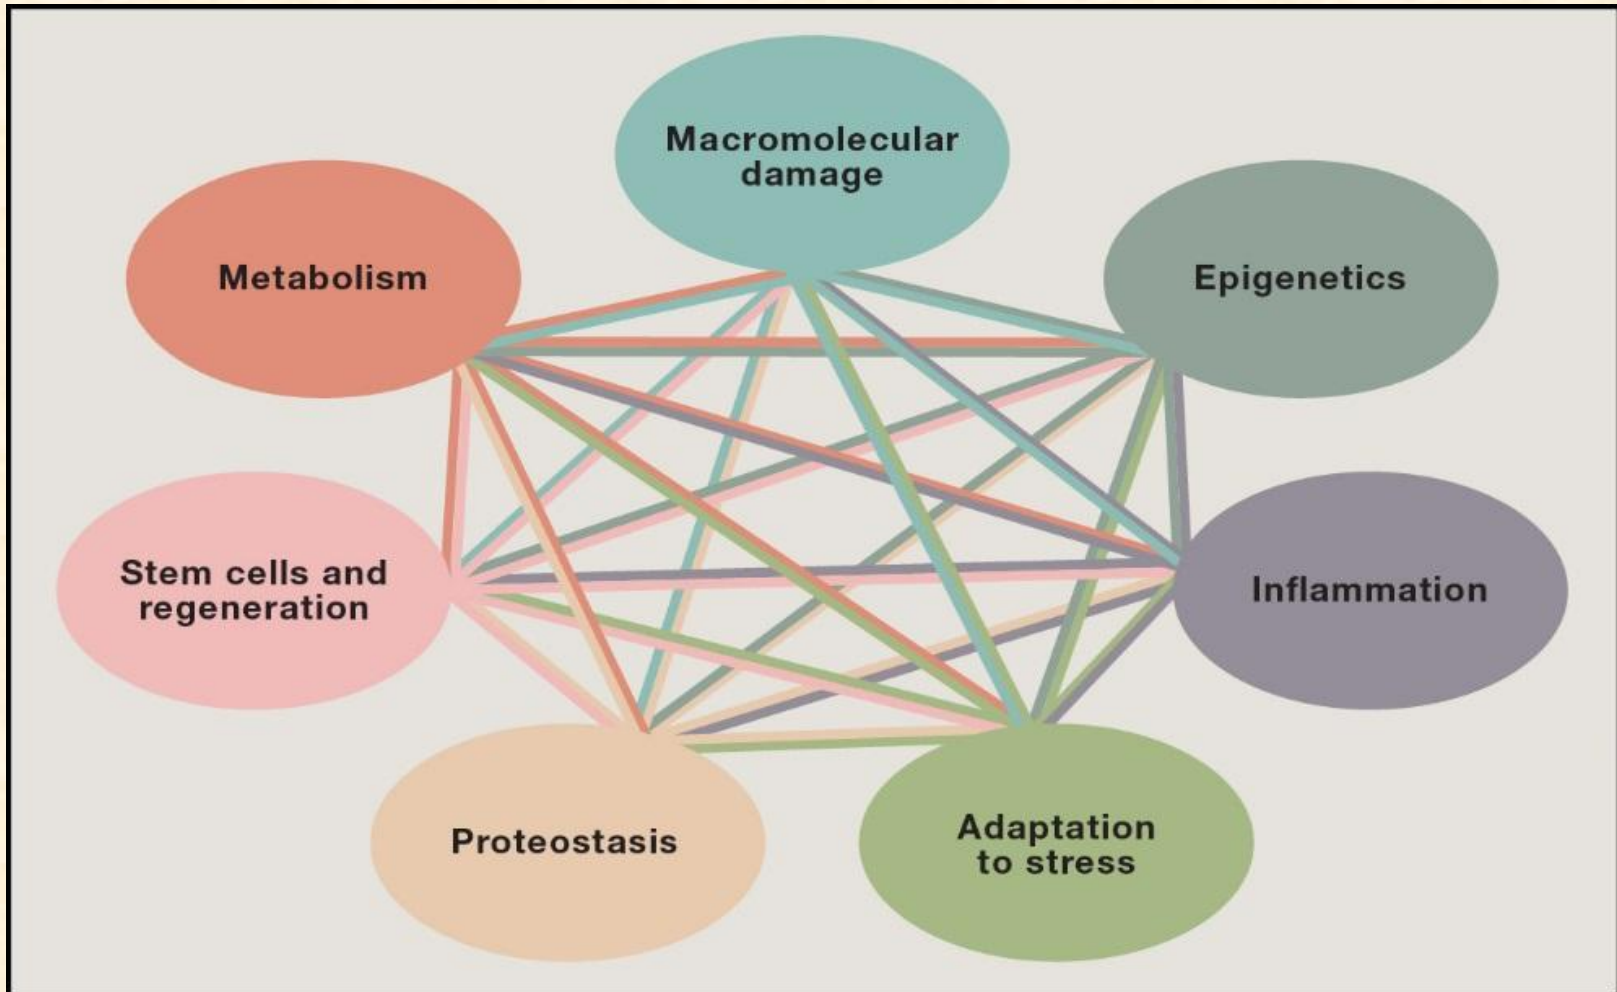 Macromolecular
damage
Metabolism
Epigenetics
Stem cells and
regeneration
Inflammation
Proteostasis
Adaptation
to stress